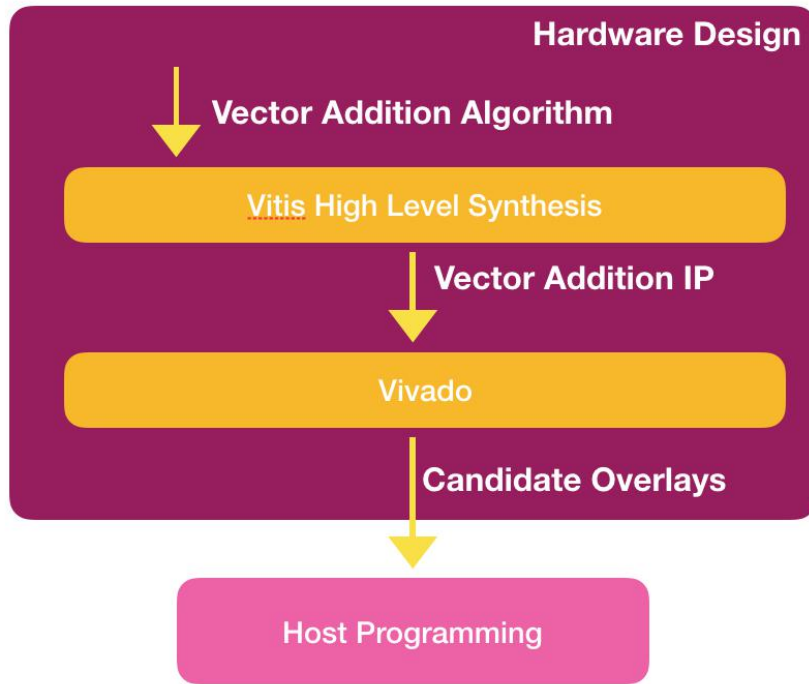 Hardware Design
Vector Addition Algorithm
Vitis High Level Synthesis
Vector Addition IP
Vivado
Candidate Overlays
Host Programming